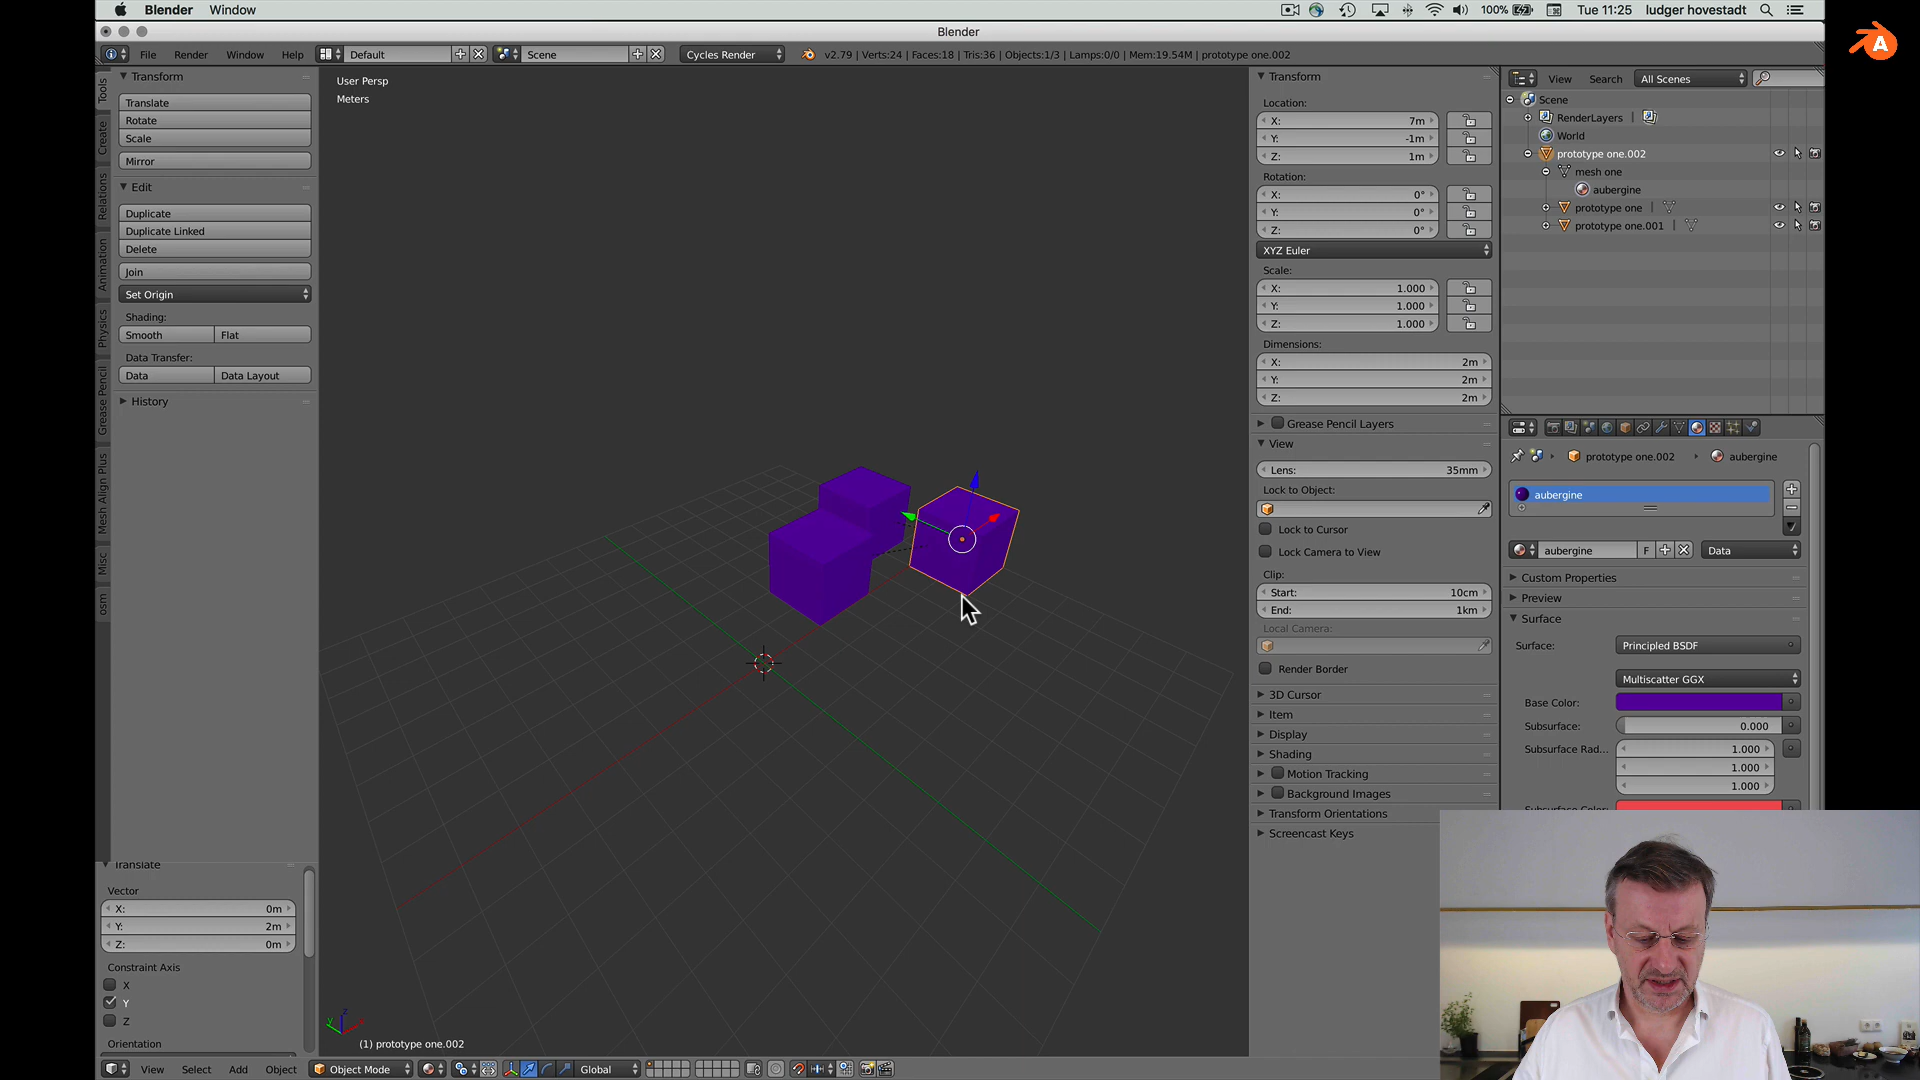 Blender Window 100% Tue 11:25 ludger hovestadt
Blender
File Render Window Help Default Scene Cycles Render v2.79 | Verts:24 | Faces:18 | Tris:36 | Objects:1/3 | Lamps:0/0 | Mem:19.54M | prototype one.002
Tools
Create
Relations
Animation
Physics
Grease Pencil
Mesh Align Plus
Misc
osm
Transform
Translate
Rotate
Scale
Mirror
Edit
Duplicate
Duplicate Linked
Delete
Join
Set Origin
Shading:
Smooth Flat
Data Transfer:
Data Data Layout
History
Translate
Vector
X: 0m
Y: 2m
Z: 0m
Constraint Axis
X
Y
Z
Orientation
User Persp
Meters
(1) prototype one.002
View Select Add Object Object Mode Global
Transform
Location:
X: 7m
Y: -1m
Z: 1m
Rotation:
X: 0°
Y: 0°
Z: 0°
XYZ Euler
Scale:
X: 1.000
Y: 1.000
Z: 1.000
Dimensions:
X: 2m
Y: 2m
Z: 2m
Grease Pencil Layers
View
Lens: 35mm
Lock to Object:
Lock to Cursor
Lock Camera to View
Clip:
Start: 10cm
End: 1km
Local Camera:
Render Border
3D Cursor
Item
Display
Shading
Motion Tracking
Background Images
Transform Orientations
Screencast Keys
View Search All Scenes
Scene
RenderLayers
World
prototype one.002
mesh one
aubergine
prototype one
prototype one.001
prototype one.002 aubergine
aubergine
aubergine F Data
Custom Properties
Preview
Surface
Surface: Principled BSDF
Multiscatter GGX
Base Color:
Subsurface: 0.000
Subsurface Rad... 1.000
1.000
1.000
Subsurface Color:
A